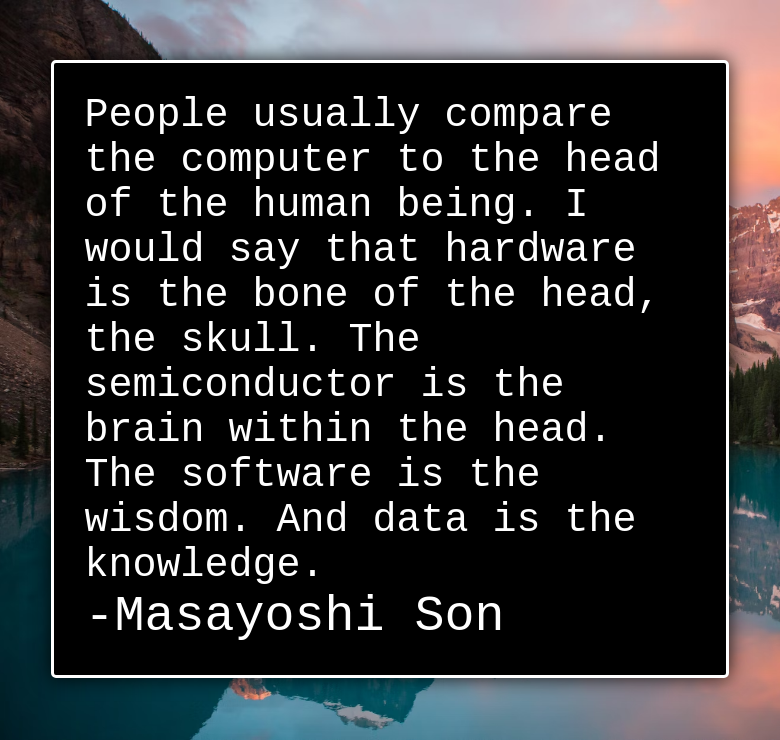 People usually compare
the computer to the head
of the human being. I
would say that hardware
is the bone of the head,
the skull. The
semiconductor is the
brain within the head.
The software is the
wisdom. And data is the
knowledge.
-Masayoshi Son